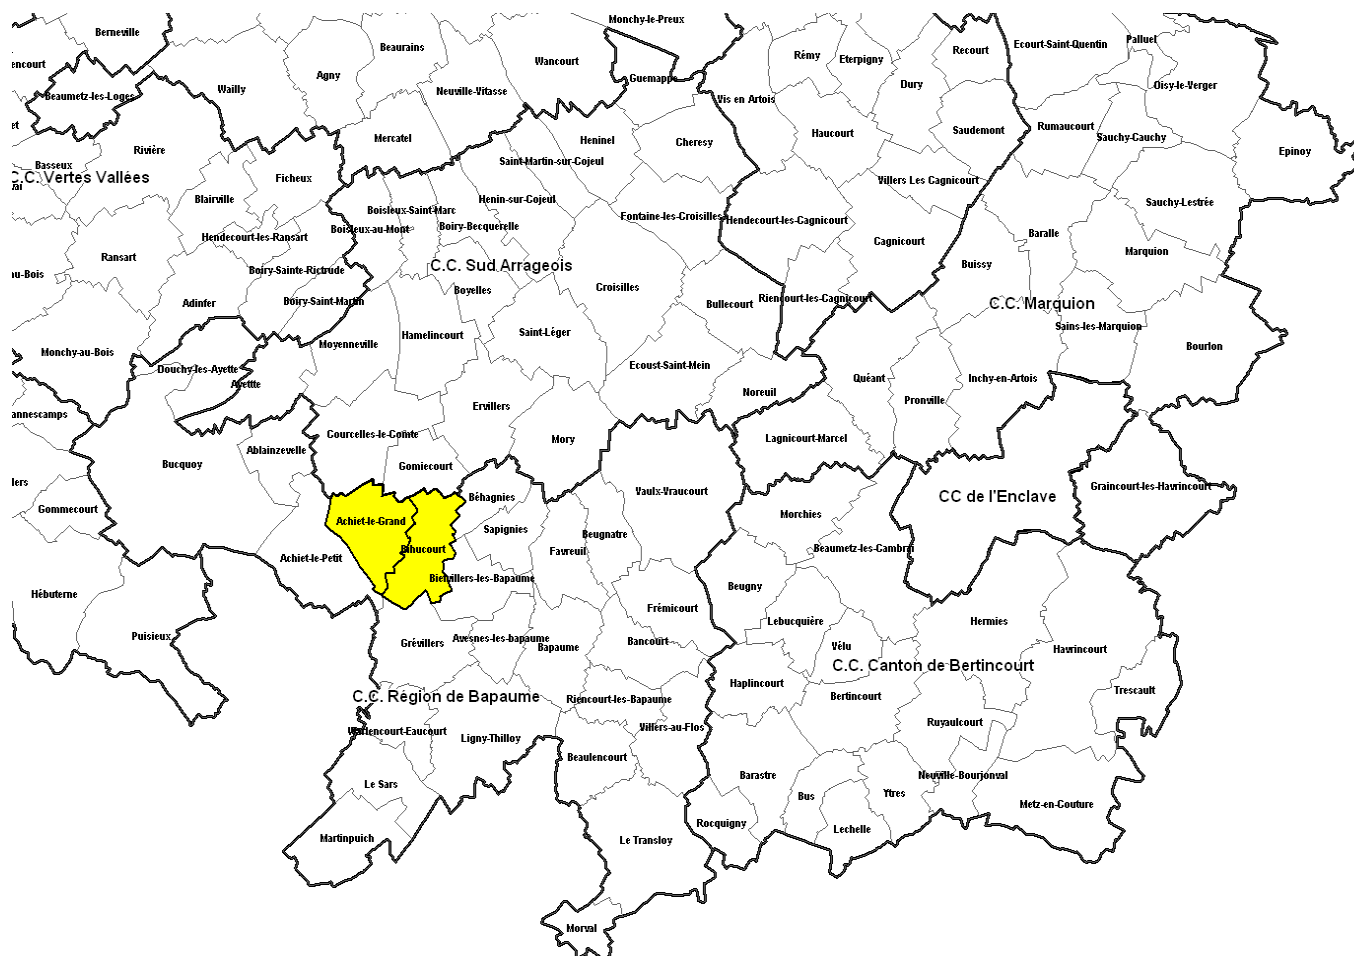 Monchy-le-Preux
Berneville
Beaurains
Rémy
Eterpigny
Recourt
Ecourt-Saint-Quentin
Palluet
encourt
Agny
Wancourt
Guemappe
Dury
Oisy-le-Verger
Wailly
Neuville-Vitasse
Beaumetz-les-Loges
Vis en Artois
et
Mercatel
Heninel
Cheresy
Haucourt
Saudemont
Rumaucourt
Sauchy-Cauchy
Rivière
Epinoy
Basseux
Saint-Martin-sur-Cojeul
C.C. Vertes Vallées
Ficheux
Villers Les Cagnicourt
Blairville
Henin-sur-Cojeul
Sauchy-Lestrée
Boisleux-Saint-Marc
Fontaine-les-Croisilles
Hendecourt-les-Cagnicourt
Boisleux-au-Mont
Boiry-Becquerelle
Hendecourt-les-Ransart
Cagnicourt
Baralle
Ransart
Marquion
au-Bois
Boiry-Sainte-Rictrude
C.C. Sud Arrageois
Buissy
Boyelles
Croisilles
Adinfer
Boiry-Saint-Martin
Bullecourt
Riencourt-les-Cagnicourt
C.C. Marquion
Hamelincourt
Saint-Léger
Sains-les-Marquion
Moyenneville
Bourlon
Monchy-au-Bois
Douchy-les-Ayette
Ecoust-Saint-Mein
Ayettte
Quéant
Inchy-en-Artois
Noreuil
Pronville
Ervillers
annescamps
Courcelles-le-Comte
Mory
Lagnicourt-Marcel
Ablainzevelle
Bucquoy
Gomiecourt
lers
Béhagnies
Vaulx-Vraucourt
CC de l'Enclave
Graincourt-les-Havrincourt
Gommecourt
Achiet-le-Grand
Morchies
Sapignies
Beugnatre
Bihucourt
Favreuil
Beaumetz-les-Cambrai
Achiet-le-Petit
Biefvillers-les-Bapaume
Beugny
Hébuterne
Frémicourt
Lebucquière
Hermies
Puisieux
Grévillers
Avesnes-les-bapaume
Bapaume
Bancourt
Vélu
Havrincourt
C.C. Canton de Bertincourt
Haplincourt
Trescault
C.C. Région de Bapaume
Riencourt-les-Bapaume
Bertincourt
Ruyaulcourt
Warlencourt-Eaucourt
Villers-au-Flos
Ligny-Thilloy
Beaulencourt
Barastre
Neuville-Bourjonval
Le Sars
Bus
Ytres
Metz-en-Couture
Rocquigny
Lechelle
Martinpuich
Le Transloy
Morval